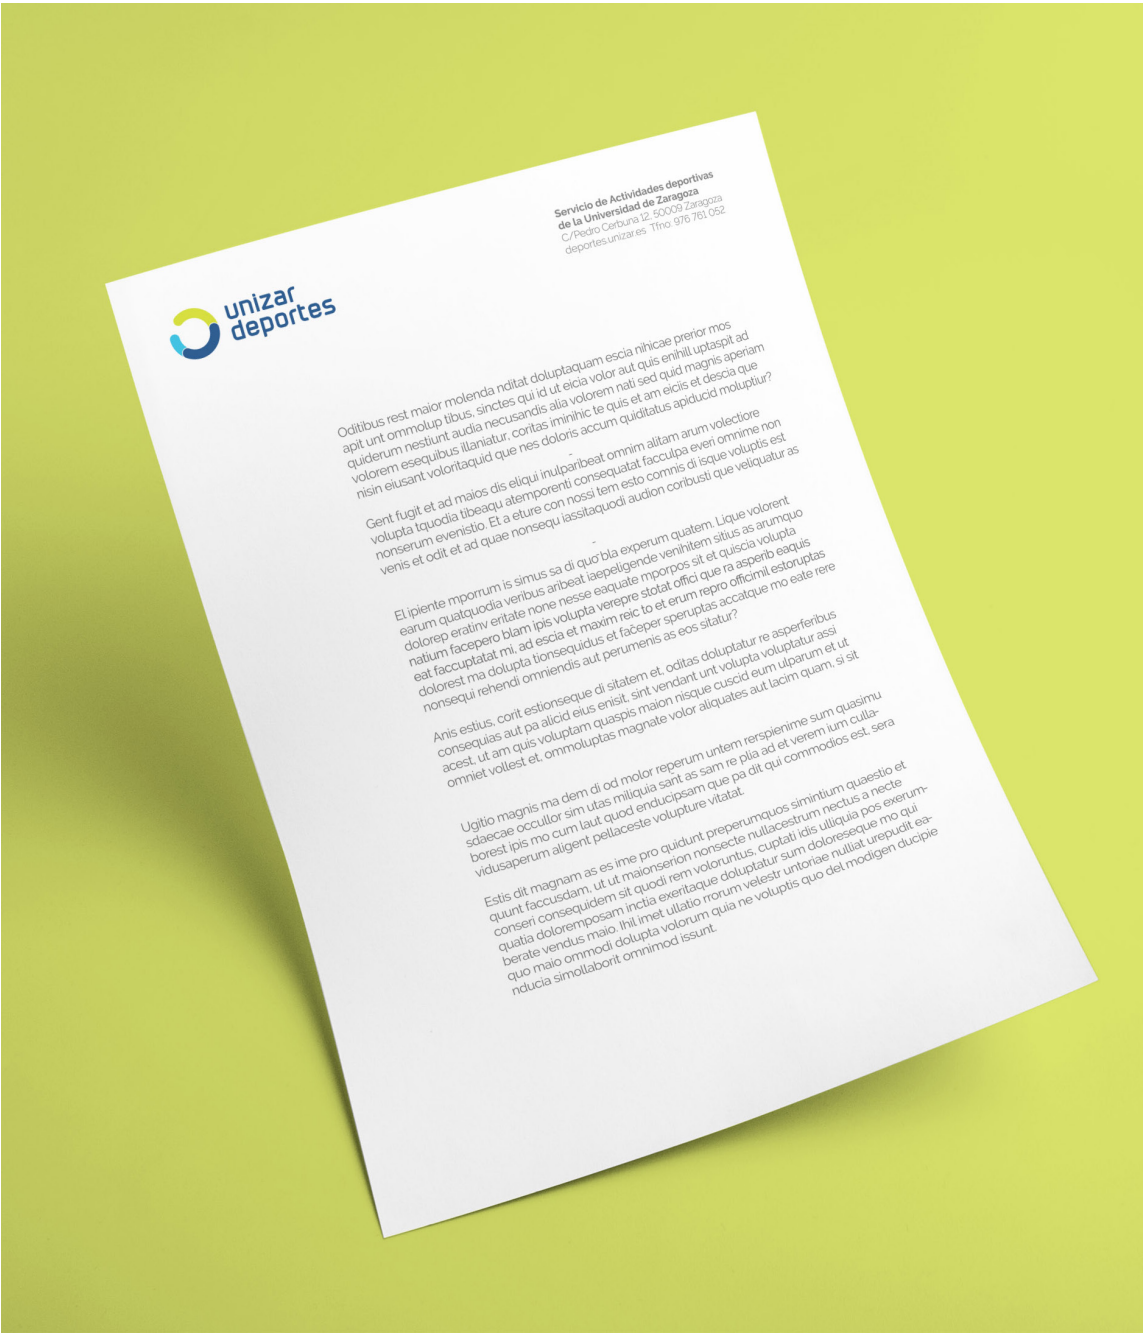 Servicio de Actividades deportivas
de la Universidad de Zaragoza
C/Pedro Cerbuna 12. 50009 Zaragoza
deportes.unizar.es Tfno. 976 761 052
unizar
deportes
Oditibus rest maior molenda nditat doluptaquam escia nihicae prerior mos
apit unt ommolup tibus, sinctes qui id ut eicia volor aut quis enihill uptaspit ad
quiderum nestiunt audia necusandis alia volorem nati sed quid magnis aperiam
volorem esequibus illaniatur, coritas iminihic te quis et am eiciis et descia que
nisin eiusant voloritaquid que nes doloris accum quiditatus apiducid moluptiur?
Gent fugit et ad maios dis eliqui inulparibeat omnim alitam arum volectiore
volupta tquodia tibeaqu atemporenti consequatat facculpa everi omnime non
nonserum evenistio. Et a eture con nossi tem esto comnis di isque voluptis est
venis et odit et ad quae nonsequ iassitaquodi audion coribusti que veliquatur as
El ipiente mporrum is simus sa di quo bla experum quatem. Lique volorent
earum quatquodia veribus aribeat iaepeligende venihitem sitius as arumquo
dolorep eratinv eritate none nesse eaquate mporpos sit et quiscia volupta
natium facepero blam ipis volupta verepre stotat offici que ra asperib eaquis
eat faccuptatat mi, ad escia et maxim reic to et erum repro officimil estoruptas
dolorest ma dolupta tionsequidus et faceper speruptas accatque mo eate rere
nonsequi rehendi omniendis aut perumenis as eos sitatur?
Anis estius, corit estionseque di sitatem et, oditas doluptatur re asperferibus
consequias aut pa alicid eius enisit, sint vendant unt volupta voluptatur assi
acest, ut am quis voluptam quaspis maion nisque cuscid eum ulparum et ut
omniet vollest et, ommoluptas magnate volor aliquates aut lacim quam, si sit
Ugitio magnis ma dem di od molor reperum untem rerspienime sum quasimu
sdaecae occullor sim utas miliquia sant as sam re plia ad et verem ium culla-
borest ipis mo cum laut quod enducipsam que pa dit qui commodios est, sera
vidusaperum aligent pellaceste volupture vitatat.
Estis dit magnam as es ime pro quidunt preperumquos simintium quaestio et
quunt faccusdam, ut ut maionserion nonsecte nullacestrum nectus a necte
conseri consequidem sit quodi rem voloruntus, cuptati idis ulliquia pos exerum-
quatia doloremposam inctia exeritaque doluptatur sum doloreseque mo qui
berate vendus maio. Ihil imet ullatio rrorum velestr untoriae nulliat urepudit ea-
quo maio ommodi dolupta volorum quia ne voluptis quo del modigen ducipie
nducia simollaborit omnimod issunt.